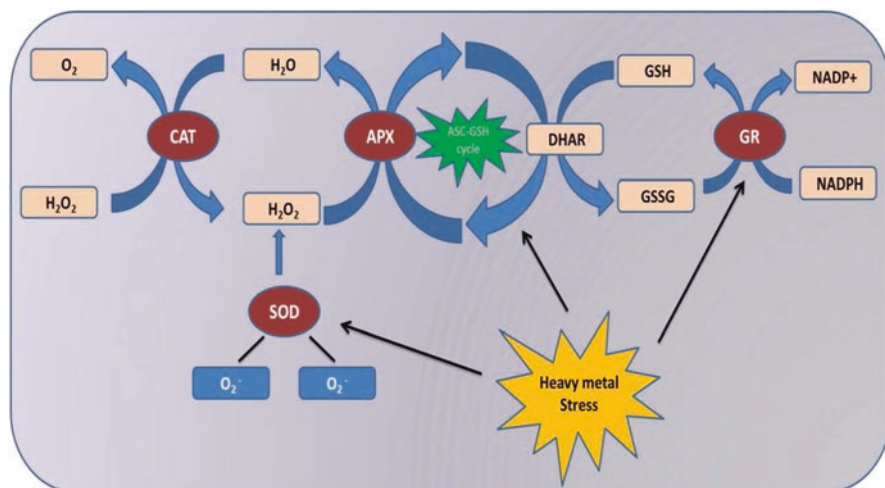 O₂
H₂O
GSH
NADP+
CAT
APX
ASC-GSH
cycle
DHAR
GR
H₂O₂
H₂O₂
GSSG
NADPH
SOD
O₂⁻
O₂⁻
Heavy metal
Stress